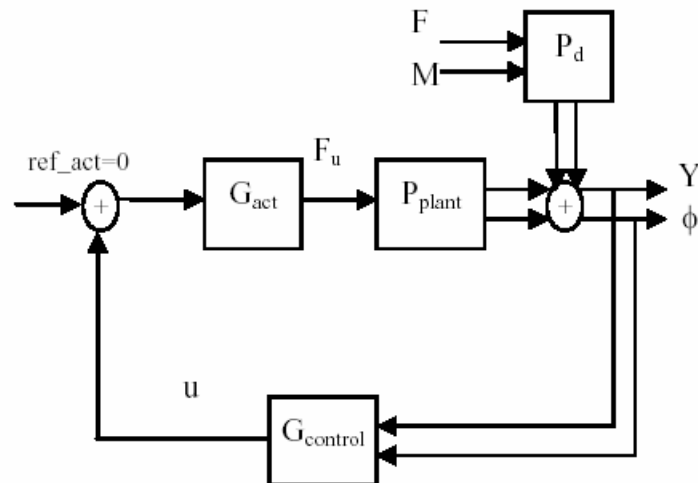 F
P_d
M
ref_act=0
F_u
Y
+
G_act
P_plant
+
ϕ
u
G_control